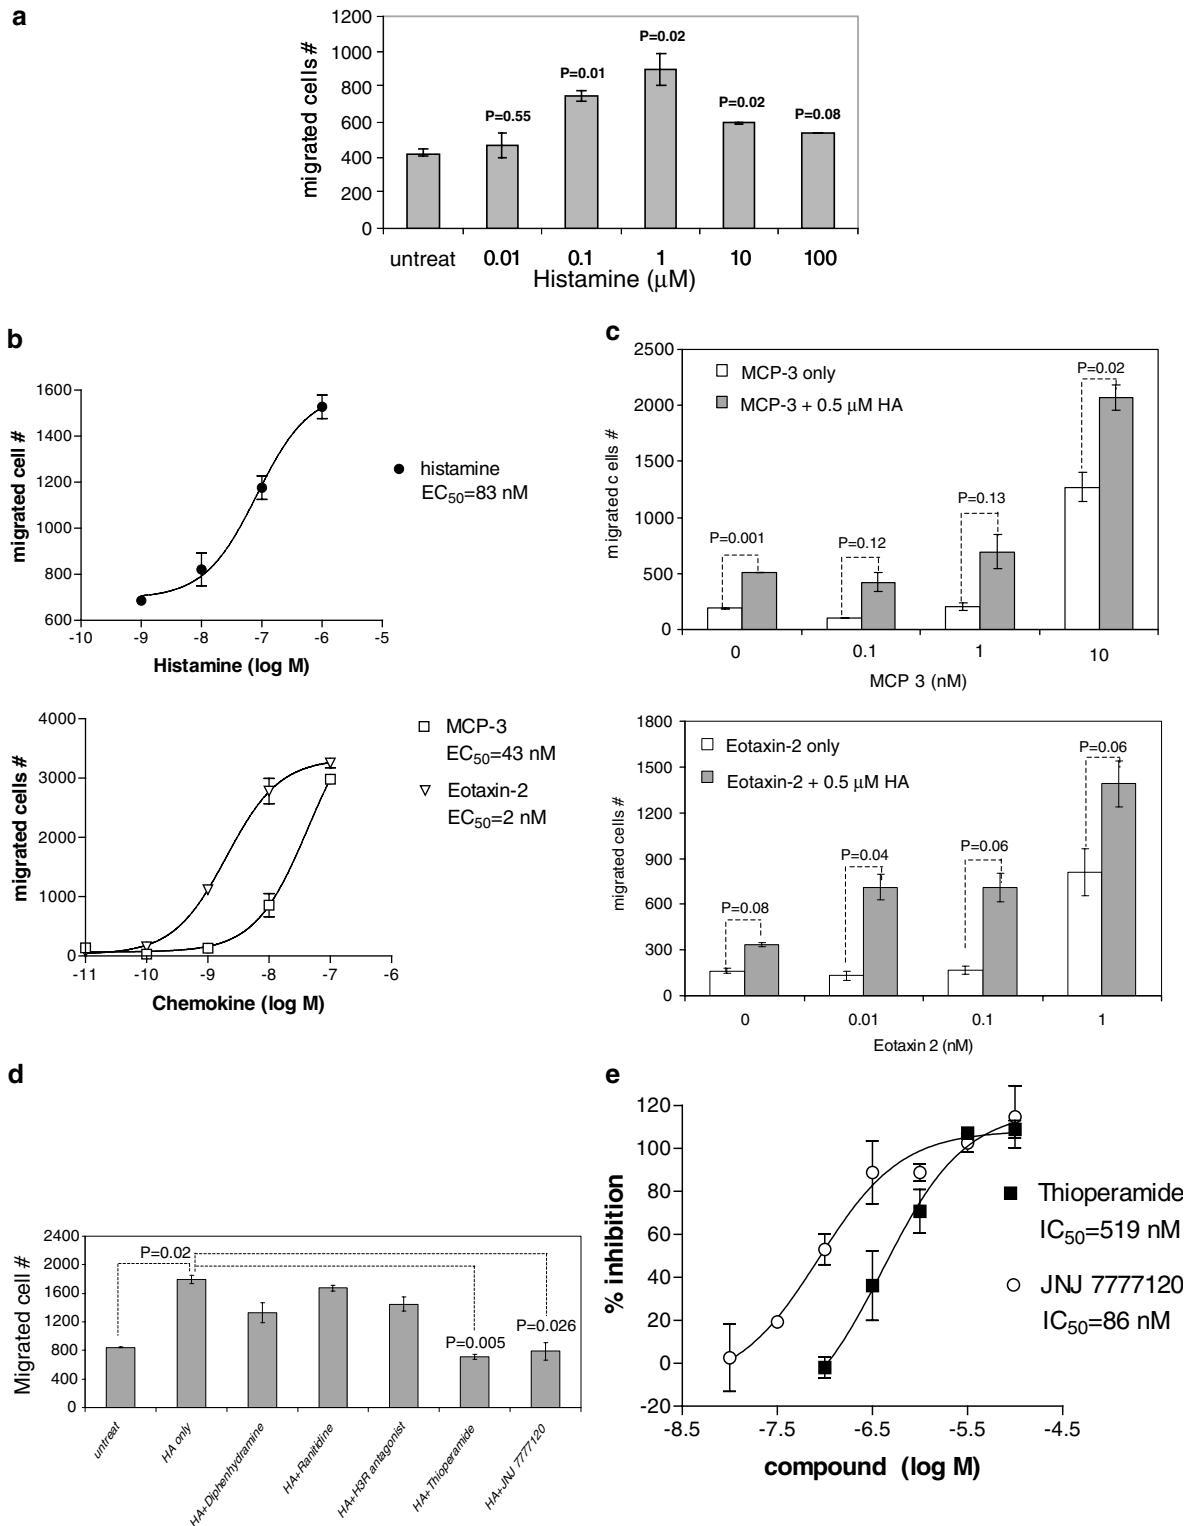 a
1200
1000
800
600
400
200
0
migrated cells#
P=0.55
P=0.01
P=0.02
P=0.02
P=0.08
untreat 0.01 0.1 1 10 100
Histamine (μM)
b
1600
1400
1200
1000
800
600
migrated cell #
-10 -9 -8 -7 -6 -5
Histamine (log M)
histamine
EC50=83 nM
4000
3000
2000
1000
0
migrated cells #
-11 -10 -9 -8 -7 -6
Chemokine (log M)
MCP-3
EC50=43 nM
Eotaxin-2
EC50=2 nM
c
2500
2000
1500
1000
500
0
migrated c ells #
MCP-3 only
MCP-3 + 0.5 μM HA
P=0.001
P=0.12
P=0.13
P=0.02
0 0.1 1 10
MCP 3 (nM)
1800
1500
1200
900
600
300
0
migrated cells #
Eotaxin-2 only
Eotaxin-2 + 0.5 μM HA
P=0.08
P=0.04
P=0.06
P=0.06
0 0.01 0.1 1
Eotaxin 2 (nM)
d
2400
2000
1600
1200
800
400
0
Migrated cell #
P=0.02
P=0.005
P=0.026
untreat
HA only
HA+Diphenhydramine
HA+Ranitidine
HA+H3R antagonist
HA+Thioperamide
HA+JNJ 7777120
e
120
100
80
60
40
20
0
-20
% inhibition
-8.5 -7.5 -6.5 -5.5 -4.5
compound (log M)
Thioperamide
IC50=519 nM
JNJ 7777120
IC50=86 nM